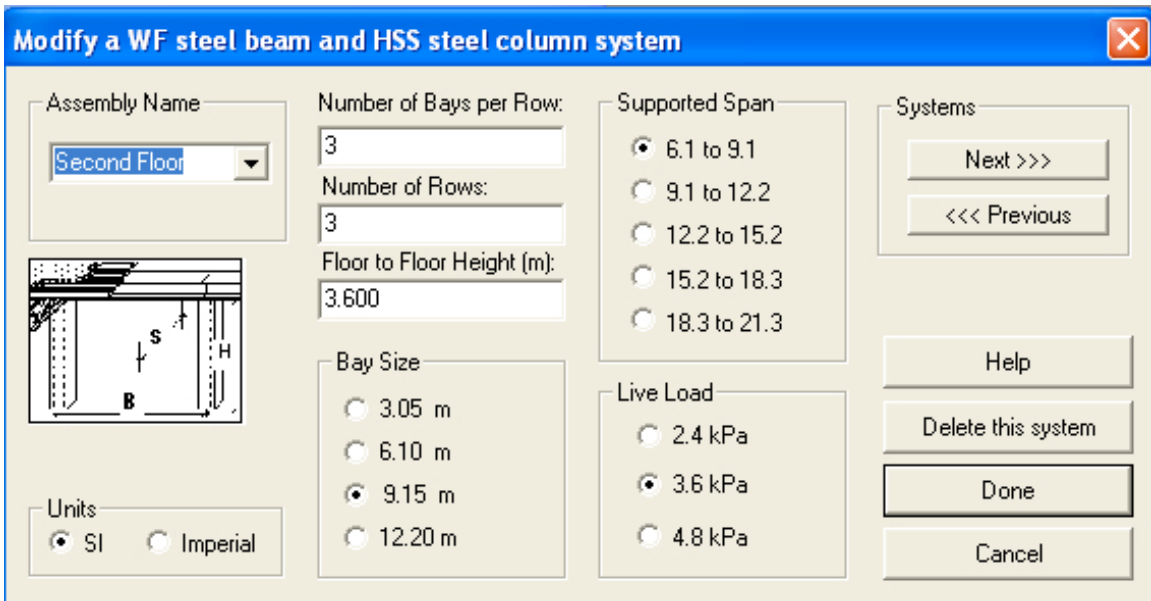 Modify a WF steel beam and HSS steel column system
Assembly Name
Second Floor
Number of Bays per Row:
3
Number of Rows:
3
Floor to Floor Height (m):
3.600
Supported Span
6.1 to 9.1
9.1 to 12.2
12.2 to 15.2
15.2 to 18.3
18.3 to 21.3
Systems
Next >>>
<<< Previous
S
H
B
Bay Size
3.05 m
6.10 m
9.15 m
12.20 m
Live Load
2.4 kPa
3.6 kPa
4.8 kPa
Help
Delete this system
Done
Cancel
Units
SI
Imperial